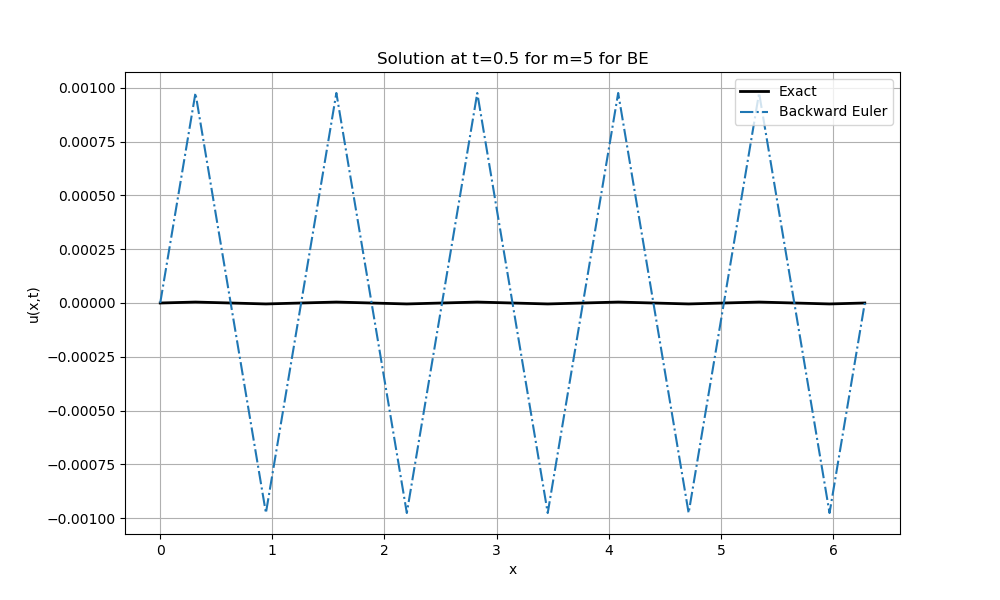 Solution at t=0.5 for m=5 for BE
Exact
Backward Euler
u(x,t)
0.00100
0.00075
0.00050
0.00025
0.00000
−0.00025
−0.00050
−0.00075
−0.00100
0 1 2 3 4 5 6
x